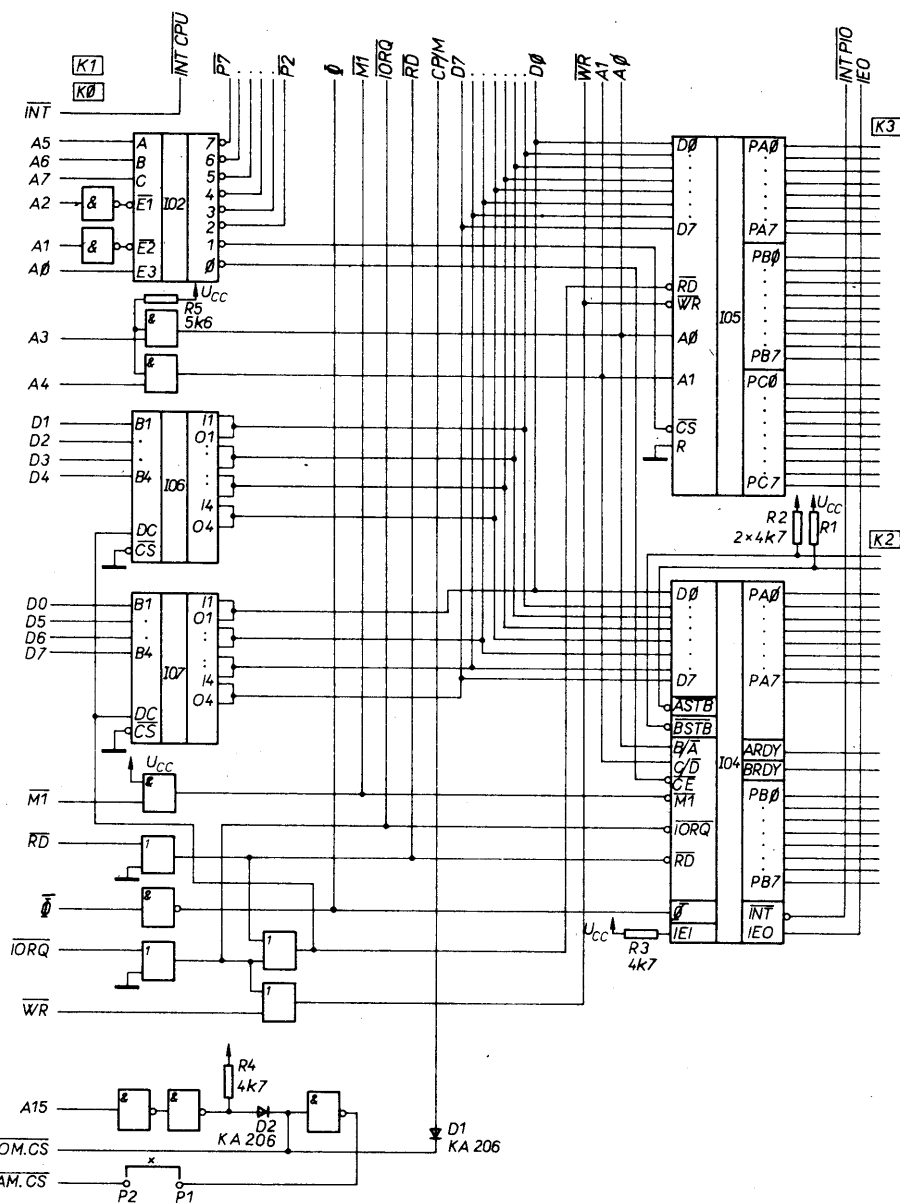 INT CPU
P7 . . . . . P2
Φ
M1
IORQ
RD
CP/M
D7 . . . . . . . DØ
WR
A1
AØ
INT PIO
IEO
K1
KØ
K3
INT
A5
A6
A7
A2
A1
AØ
A
B
C
E1
E2
E3
IO2
7
6
5
4
3
2
1
Ø
&
&
UCC
R5
5k6
A3
&
A4
&
DØ
D7
RD
WR
AØ
A1
CS
R
IO5
PAØ
PA7
PBØ
PB7
PCØ
PC7
D1
D2
D3
D4
B1
B4
DC
CS
IO6
I1
O1
I4
O4
UCC
R2
2×4k7
R1
K2
D0
D5
D6
D7
B1
B4
DC
CS
IO7
I1
O1
I4
O4
DØ
D7
ASTB
BSTB
B/A
C/D
CE
M1
IORQ
RD
Φ
IEI
IO4
PAØ
PA7
ARDY
BRDY
PBØ
PB7
INT
IEO
UCC
M1
&
RD
1
Φ
&
IORQ
1
1
WR
1
UCC
R3
4k7
R4
4k7
A15
&
&
&
D2
KA 206
D1
KA 206
OM.CS
AM.CS
x
P2
P1